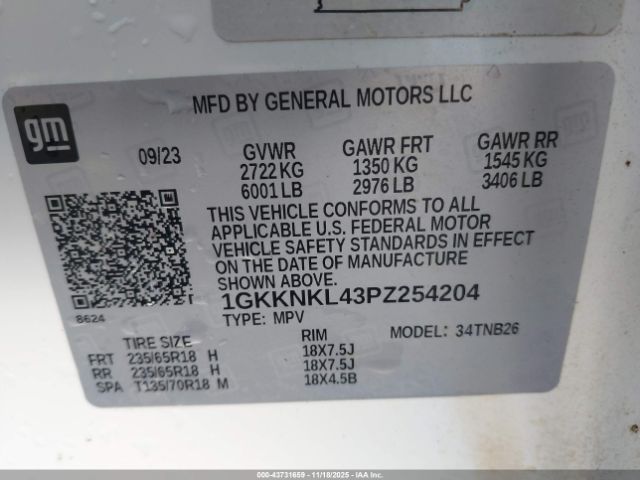 MFD BY GENERAL MOTORS LLC
gm
09/23 GVWR GAWR FRT GAWR RR
2722 KG 1350 KG 1545 KG
6001 LB 2976 LB 3406 LB
THIS VEHICLE CONFORMS TO ALL
APPLICABLE U.S. FEDERAL MOTOR
VEHICLE SAFETY STANDARDS IN EFFECT
ON THE DATE OF MANUFACTURE
SHOWN ABOVE.
1GKKNKL43PZ254204
8624
TYPE: MPV MODEL: 34TNB26
TIRE SIZE RIM
FRT 235/65R18 H 18X7.5J
RR 235/65R18 H 18X7.5J
SPA T135/70R18 M 18X4.5B
000-43731659 - 11/18/2025 - IAAI.CA